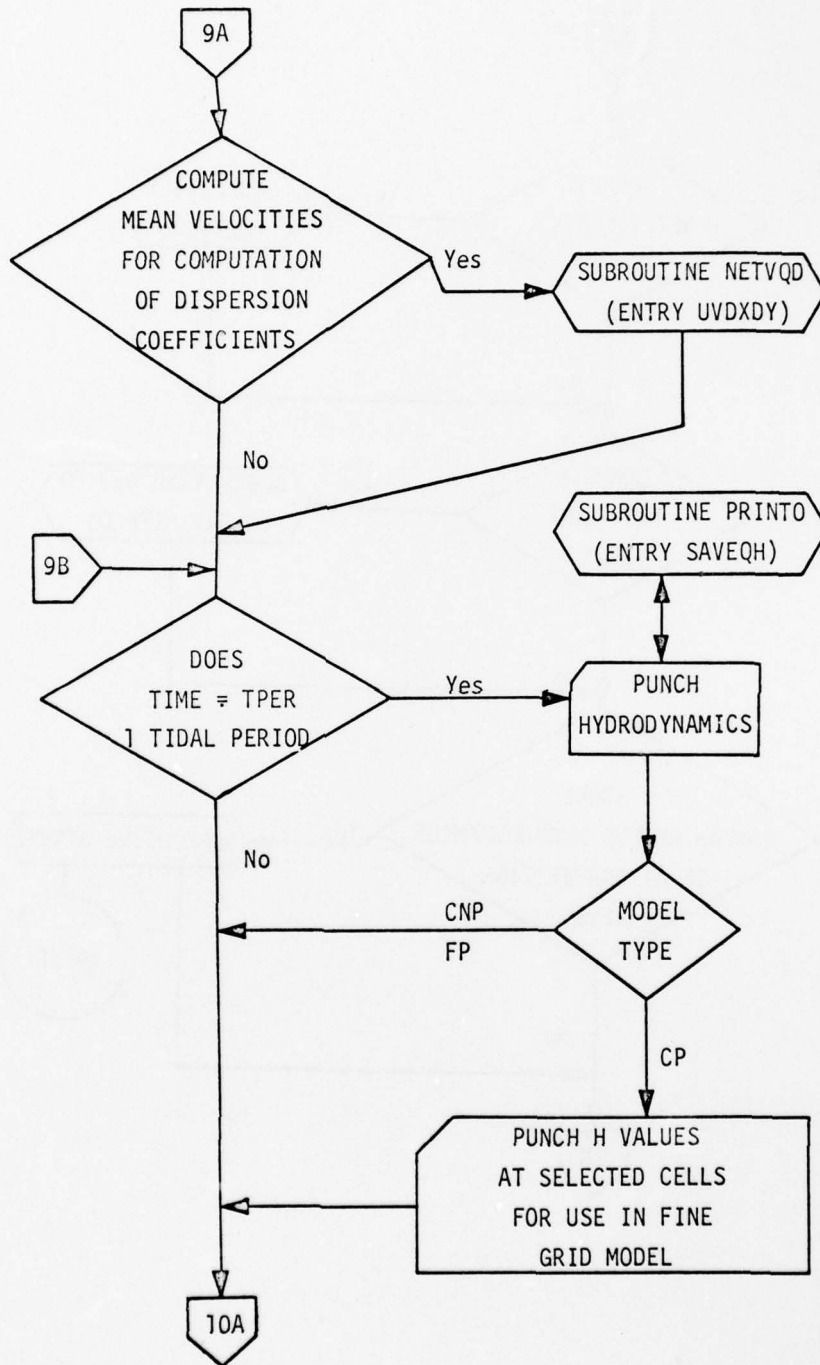 9A
COMPUTE
MEAN VELOCITIES
FOR COMPUTATION
OF DISPERSION
COEFFICIENTS
Yes
SUBROUTINE NETVQD
(ENTRY UVDXDY)
No
SUBROUTINE PRINTO
(ENTRY SAVEQH)
9B
DOES
TIME = TPER
1 TIDAL PERIOD
Yes
PUNCH
HYDRODYNAMICS
No
CNP
FP
MODEL
TYPE
CP
PUNCH H VALUES
AT SELECTED CELLS
FOR USE IN FINE
GRID MODEL
10A